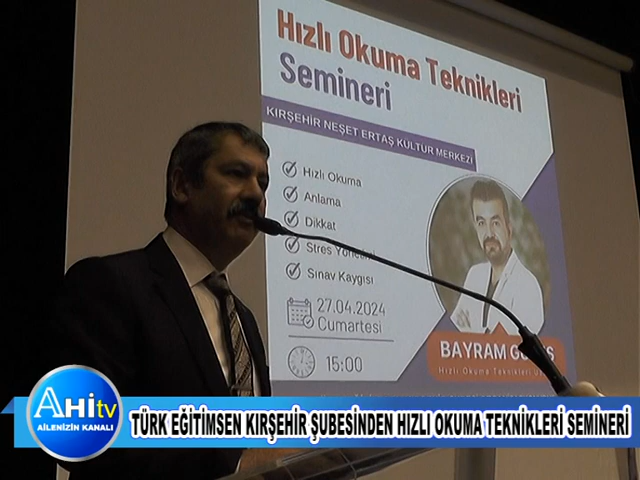 Hızlı Okuma Teknikleri
Semineri
KIRŞEHİR NEŞET ERTAŞ KÜLTÜR MERKEZİ
Hızlı Okuma
Anlama
Dikkat
Stres Yönetimi
Sınav Kaygısı
27.04.2024
Cumartesi
15:00
BAYRAM
Hızlı Okuma Teknikleri
AHİ tv
AİLENİZİN KANALI
TÜRK EĞİTİMSEN KIRŞEHİR ŞUBESİNDEN HIZLI OKUMA TEKNİKLERİ SEMİNERİ